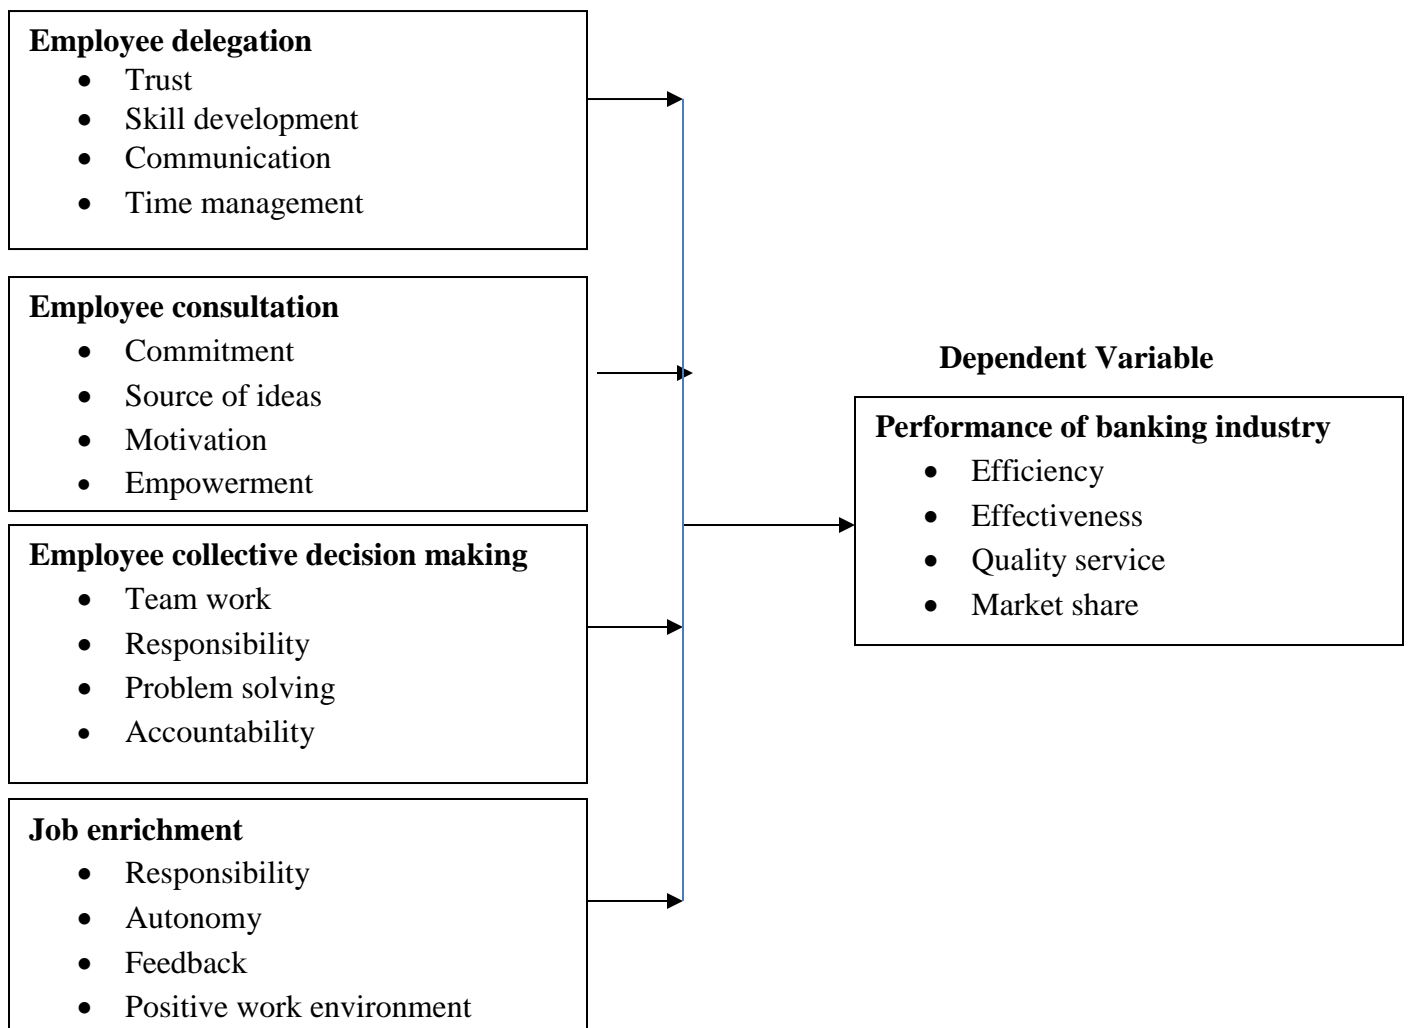 Employee delegation
• Trust
• Skill development
• Communication
• Time management
Employee consultation
• Commitment
• Source of ideas
• Motivation
• Empowerment
Employee collective decision making
• Team work
• Responsibility
• Problem solving
• Accountability
Job enrichment
• Responsibility
• Autonomy
• Feedback
• Positive work environment
Dependent Variable
Performance of banking industry
• Efficiency
• Effectiveness
• Quality service
• Market share